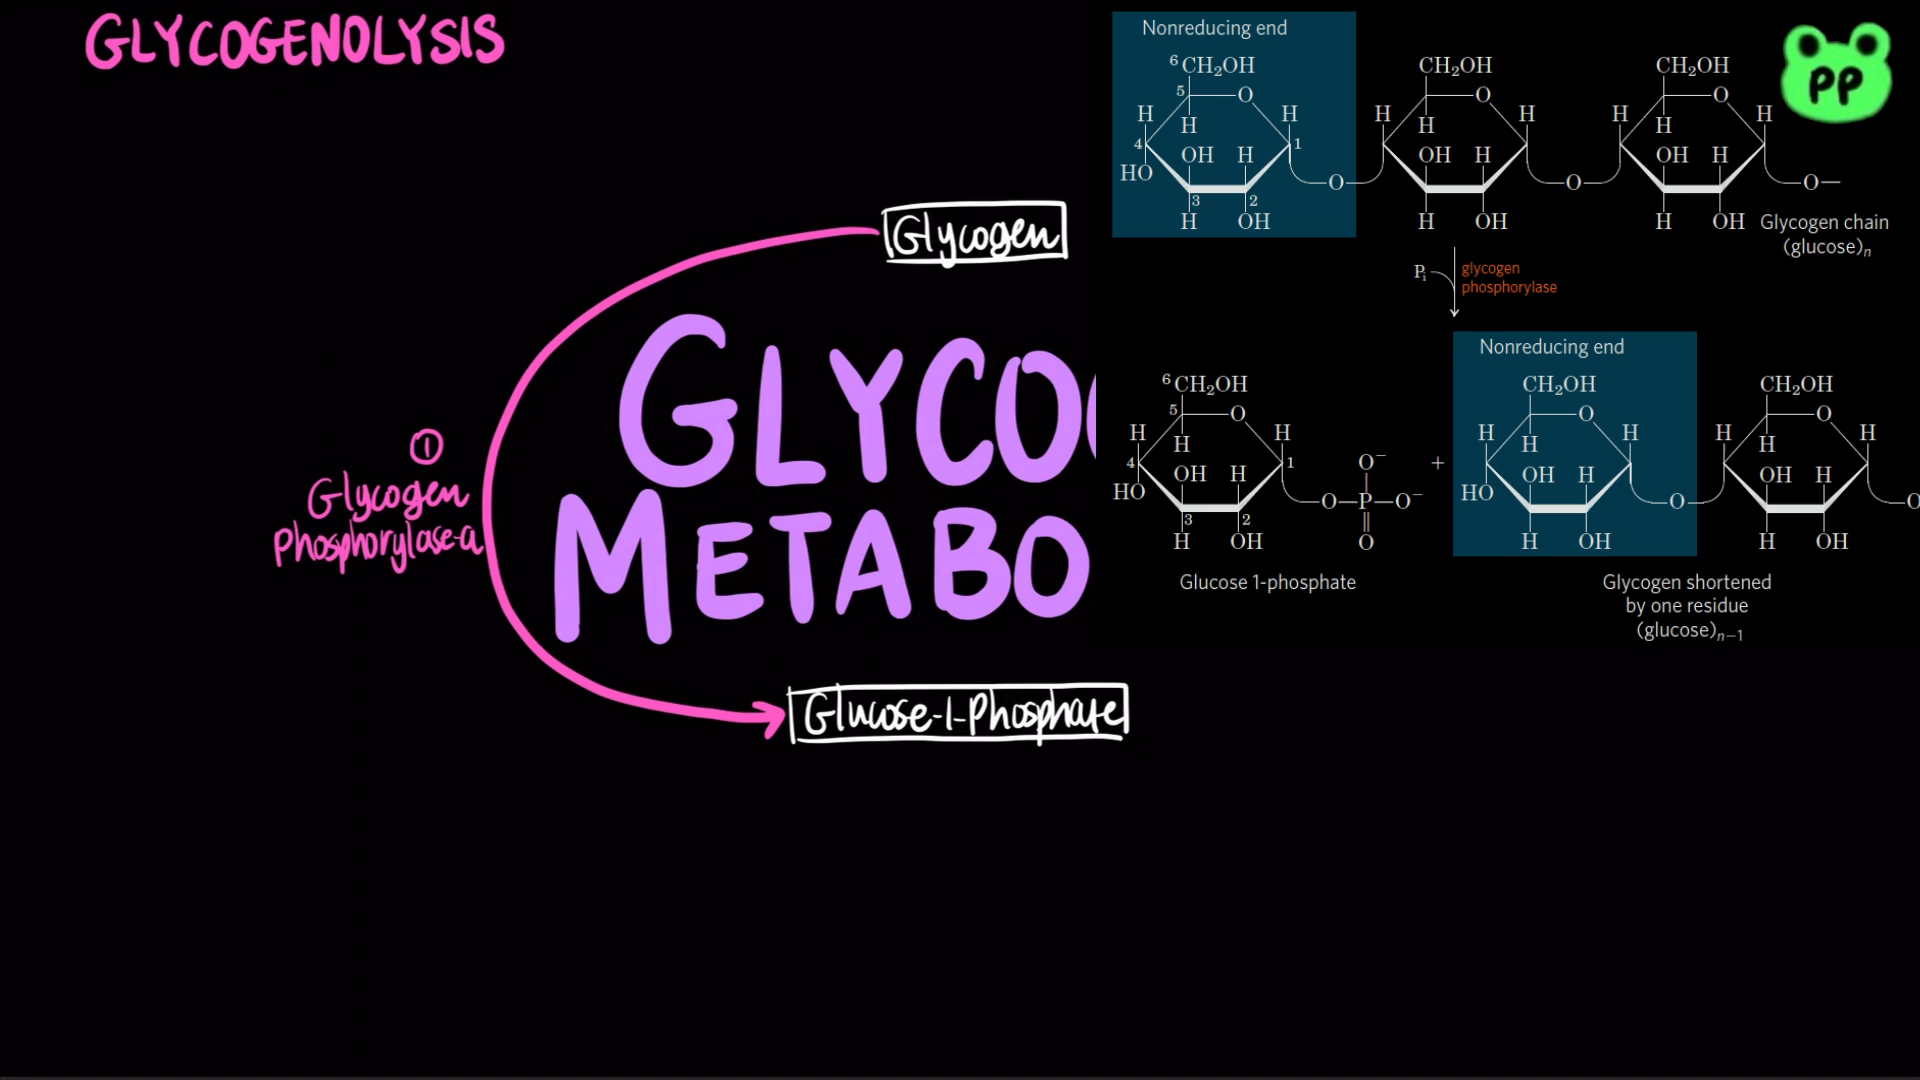 GLYCOGENOLYSIS
Glycogen
GLYCO
METABO
①
Glycogen
phosphorylase-a
Glucose-1-Phosphate
PP
Nonreducing end
6 CH₂OH CH₂OH CH₂OH
5 O O O
H H H H H H
H H H
4 1
OH H OH H OH H
HO
O O O
3 2
H OH H OH H OH
Glycogen chain
(glucose)ₙ
Pᵢ
glycogen
phosphorylase
Nonreducing end
6 CH₂OH CH₂OH CH₂OH
5 O O O
H H H H H H
H H H
4 1 O⁻ +
OH H OH H OH H
HO O P O⁻ HO O O
3 2
H OH O H OH H OH
Glucose 1-phosphate
Glycogen shortened
by one residue
(glucose)ₙ₋₁